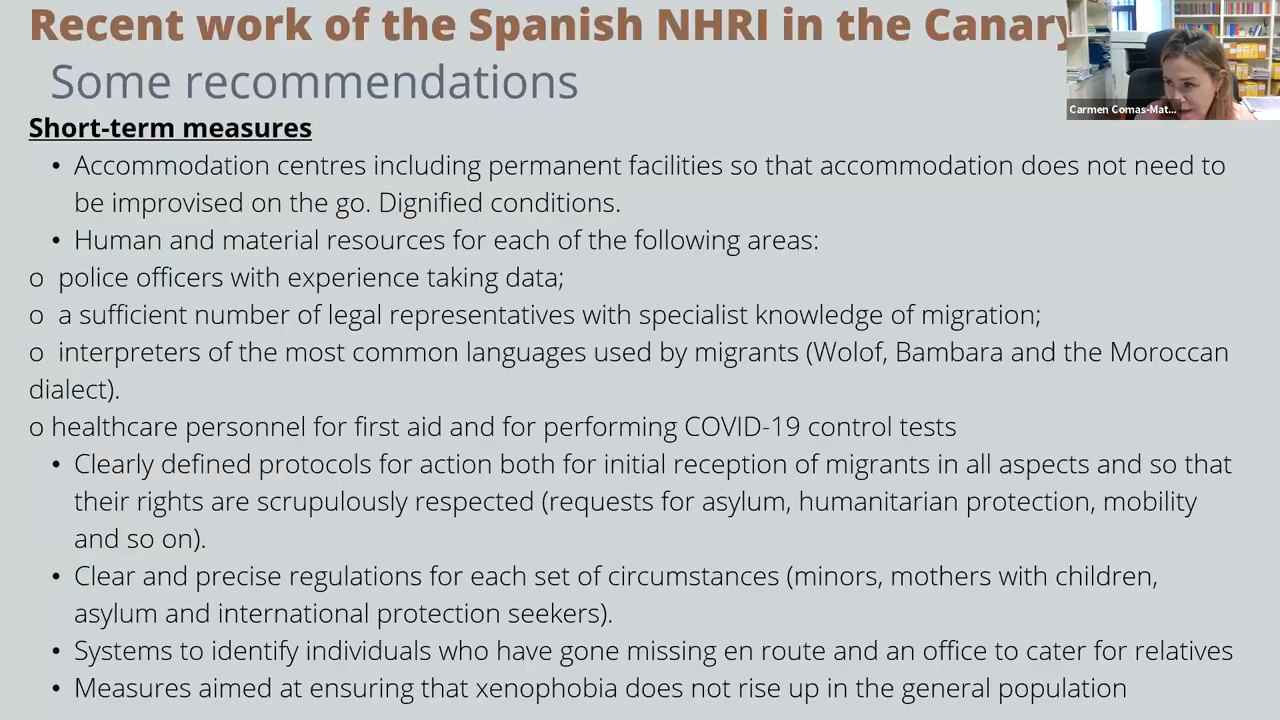 Recent work of the Spanish NHRI in the Canary
Some recommendations
Carmen Comas-Mat...
Short-term measures
• Accommodation centres including permanent facilities so that accommodation does not need to
be improvised on the go. Dignified conditions.
• Human and material resources for each of the following areas:
o police officers with experience taking data;
o a sufficient number of legal representatives with specialist knowledge of migration;
o interpreters of the most common languages used by migrants (Wolof, Bambara and the Moroccan
dialect).
o healthcare personnel for first aid and for performing COVID-19 control tests
• Clearly defined protocols for action both for initial reception of migrants in all aspects and so that
their rights are scrupulously respected (requests for asylum, humanitarian protection, mobility
and so on).
• Clear and precise regulations for each set of circumstances (minors, mothers with children,
asylum and international protection seekers).
• Systems to identify individuals who have gone missing en route and an office to cater for relatives
• Measures aimed at ensuring that xenophobia does not rise up in the general population